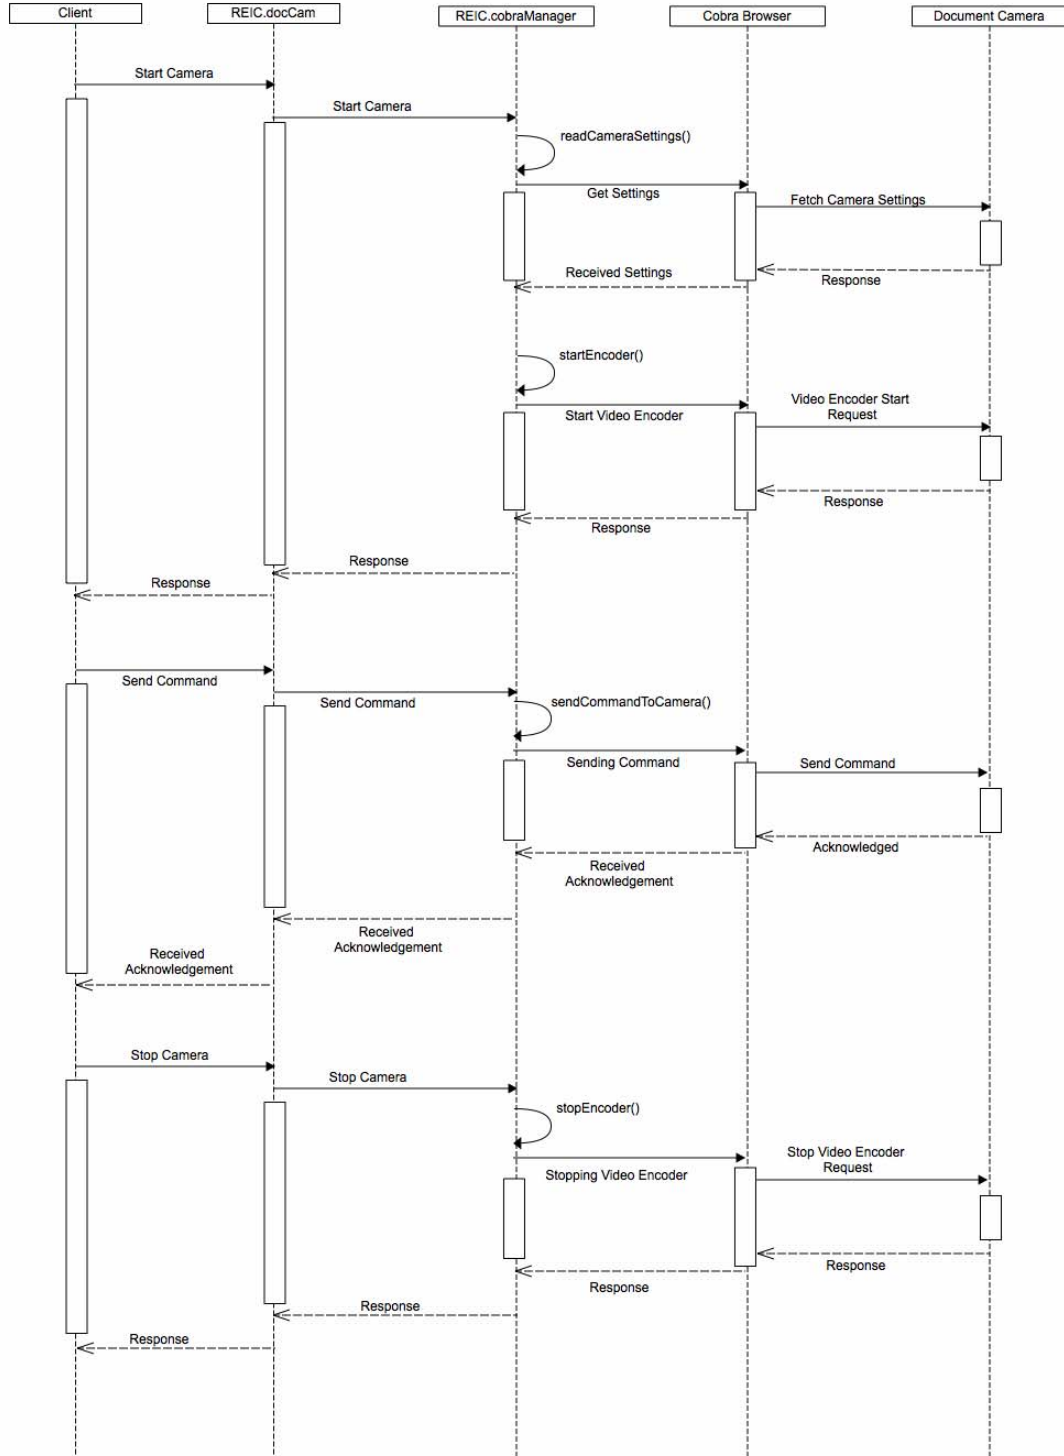 Client
REIC.docCam
REIC.cobraManager
Cobra Browser
Document Camera
Start Camera
Start Camera
readCameraSettings()
Get Settings
Fetch Camera Settings
Received Settings
Response
startEncoder()
Start Video Encoder
Video Encoder Start
Request
Response
Response
Response
Response
Send Command
Send Command
sendCommandToCamera()
Sending Command
Send Command
Acknowledged
Received
Acknowledgement
Received
Acknowledgement
Received
Acknowledgement
Stop Camera
Stop Camera
stopEncoder()
Stopping Video Encoder
Stop Video Encoder
Request
Response
Response
Response
Response